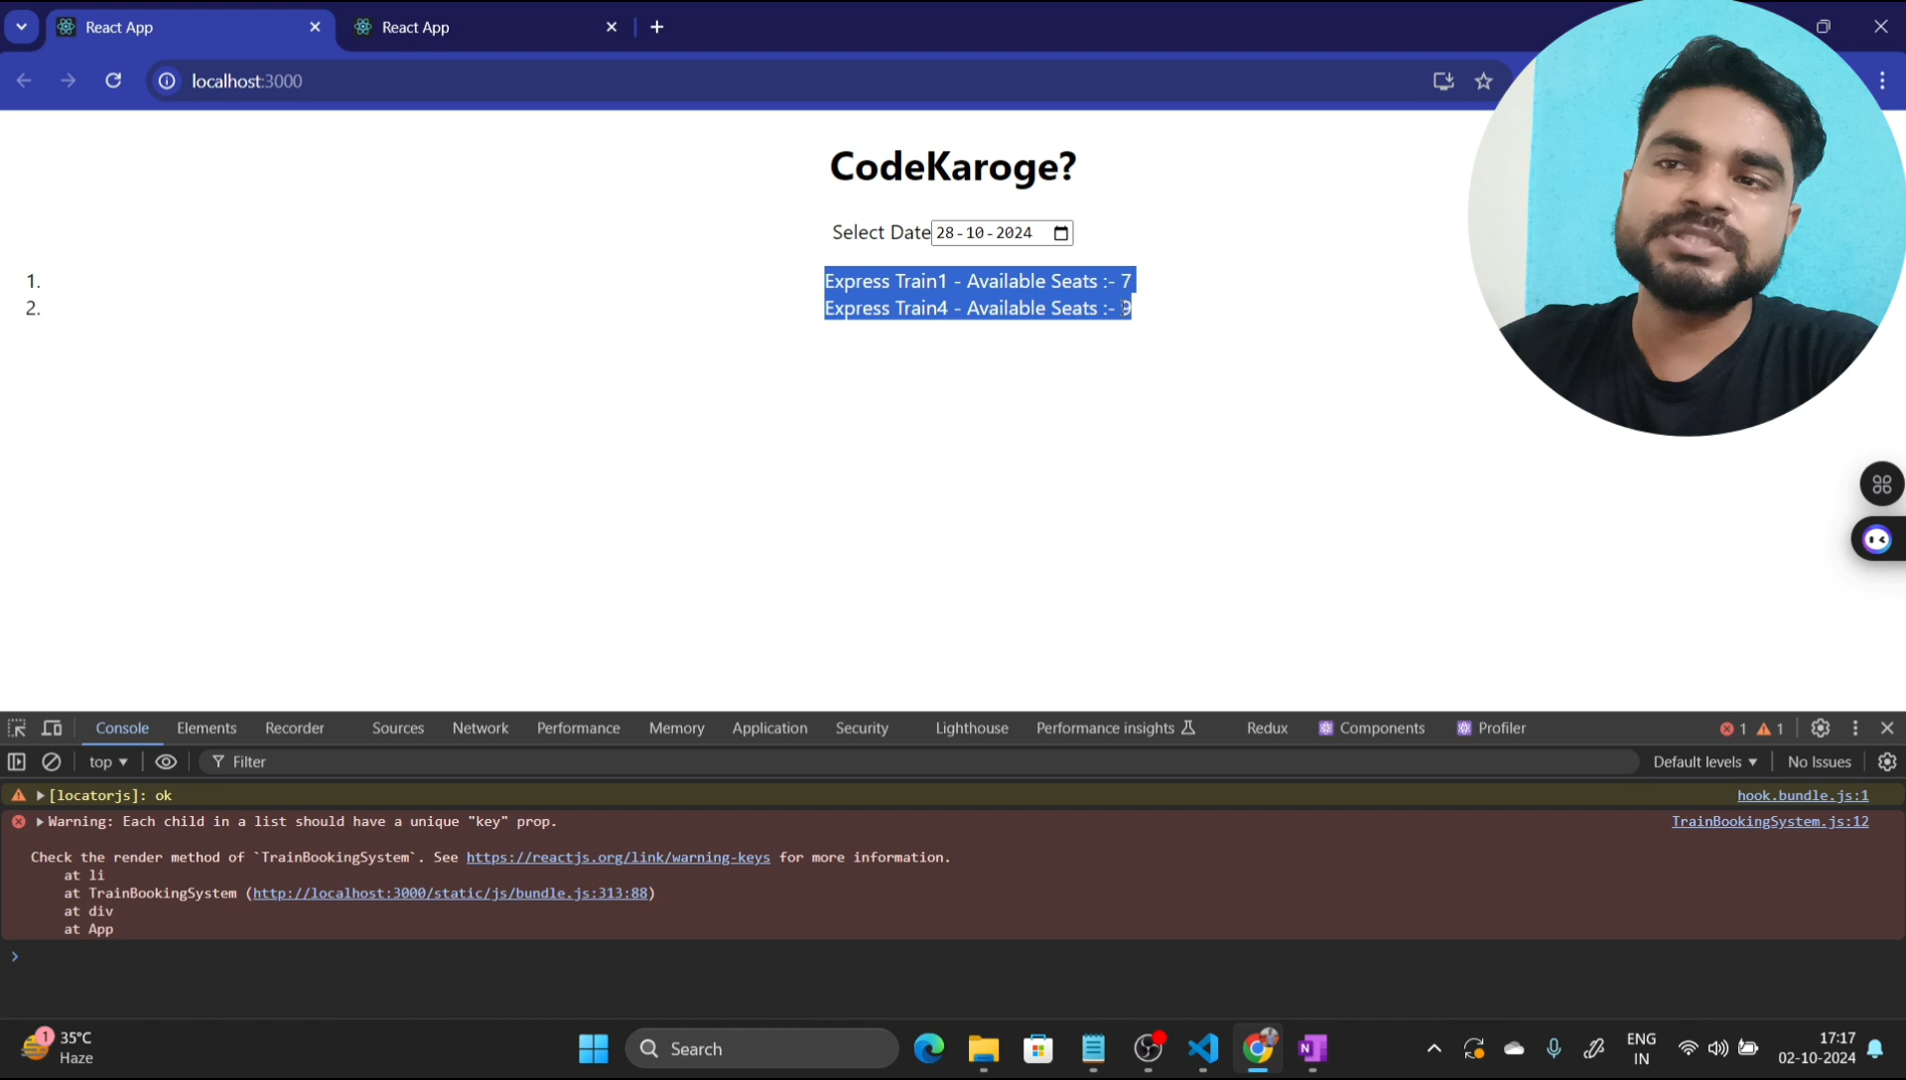 React App
React App
localhost:3000
CodeKaroge?
Select Date 28-10-2024
1. Express Train1 - Available Seats :- 7
2. Express Train4 - Available Seats :- 9
Console Elements Recorder Sources Network Performance Memory Application Security Lighthouse Performance insights Redux Components Profiler 1 1
top Filter Default levels No Issues
[locatorjs]: ok hook.bundle.js:1
Warning: Each child in a list should have a unique "key" prop. TrainBookingSystem.js:12
Check the render method of `TrainBookingSystem`. See https://reactjs.org/link/warning-keys for more information.
at li
at TrainBookingSystem (http://localhost:3000/static/js/bundle.js:313:88)
at div
at App
1 35°C
Haze
Search
N
ENG
IN
17:17
02-10-2024